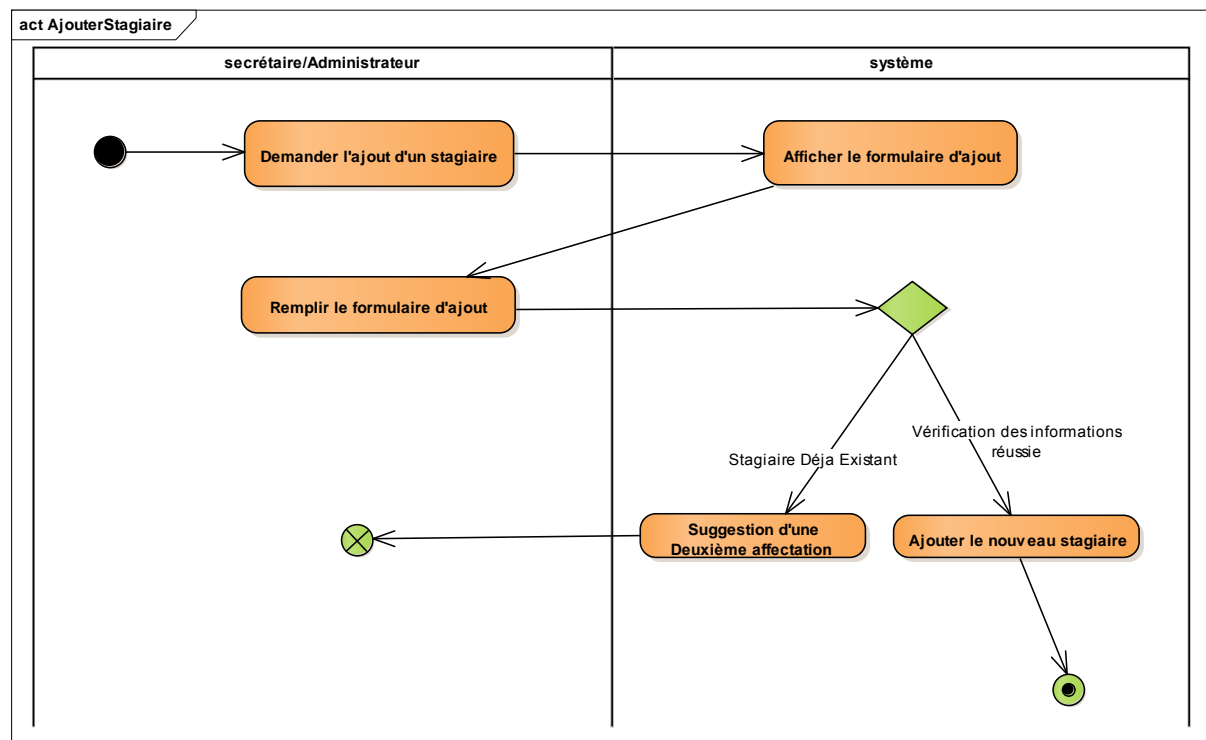 act AjouterStagiaire
secrétaire/Administrateur
système
Demander l'ajout d'un stagiaire
Afficher le formulaire d'ajout
Remplir le formulaire d'ajout
Vérification des informations
réussie
Stagiaire Déja Existant
Suggestion d'une
Deuxième affectation
Ajouter le nouveau stagiaire